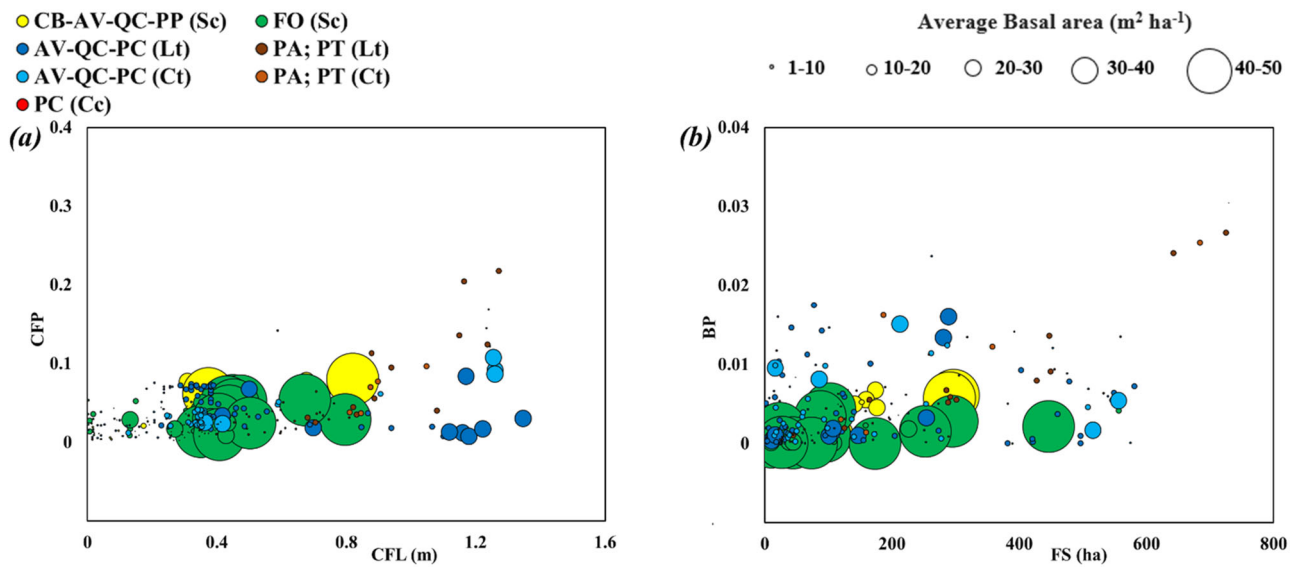 CB-AV-QC-PP (Sc) FO (Sc)
AV-QC-PC (Lt) PA; PT (Lt)
AV-QC-PC (Ct) PA; PT (Ct)
PC (Cc)
Average Basal area (m² ha⁻¹)
1-10 10-20 20-30 30-40 40-50
(a)
0.4
0.3
0.2
0.1
0
CFP
0 0.4 0.8 1.2 1.6
CFL (m)
(b)
0.04
0.03
0.02
0.01
0
BP
0 200 400 600 800
FS (ha)